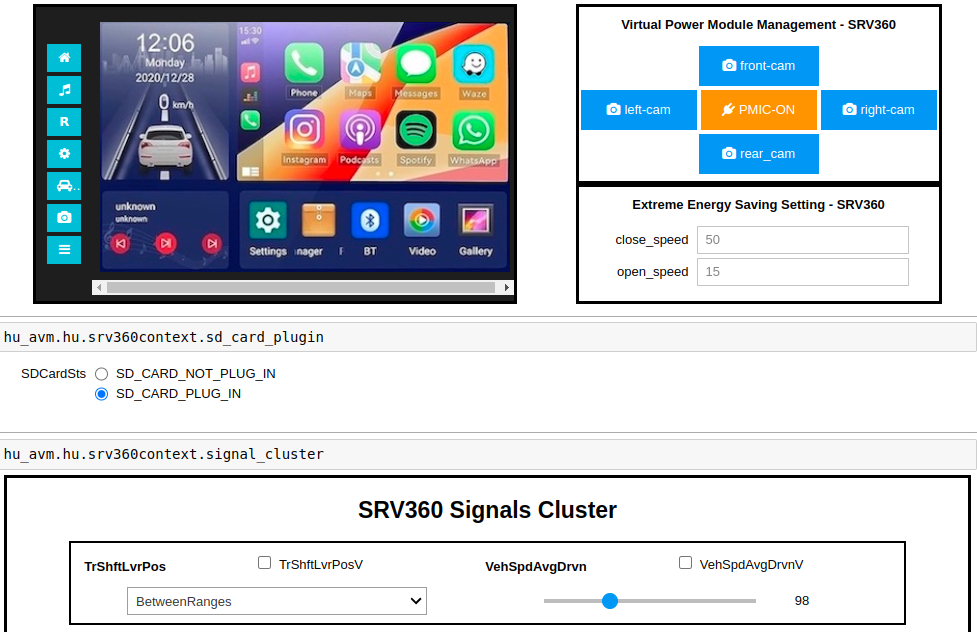 12:06
Monday
2020/12/28
0 km/h
15:30
Phone
Maps
Messages
Waze
Instagram
Podcasts
Spotify
WhatsApp
unknown
unknown
Settings
nager
F
BT
Video
Gallery
R
Virtual Power Module Management - SRV360
front-cam
left-cam
PMIC-ON
right-cam
rear_cam
Extreme Energy Saving Setting - SRV360
close_speed 50
open_speed 15
hu_avm.hu.srv360context.sd_card_plugin
SDCardSts SD_CARD_NOT_PLUG_IN
SD_CARD_PLUG_IN
hu_avm.hu.srv360context.signal_cluster
SRV360 Signals Cluster
TrShftLvrPos TrShftLvrPosV VehSpdAvgDrvn VehSpdAvgDrvnV
BetweenRanges 98